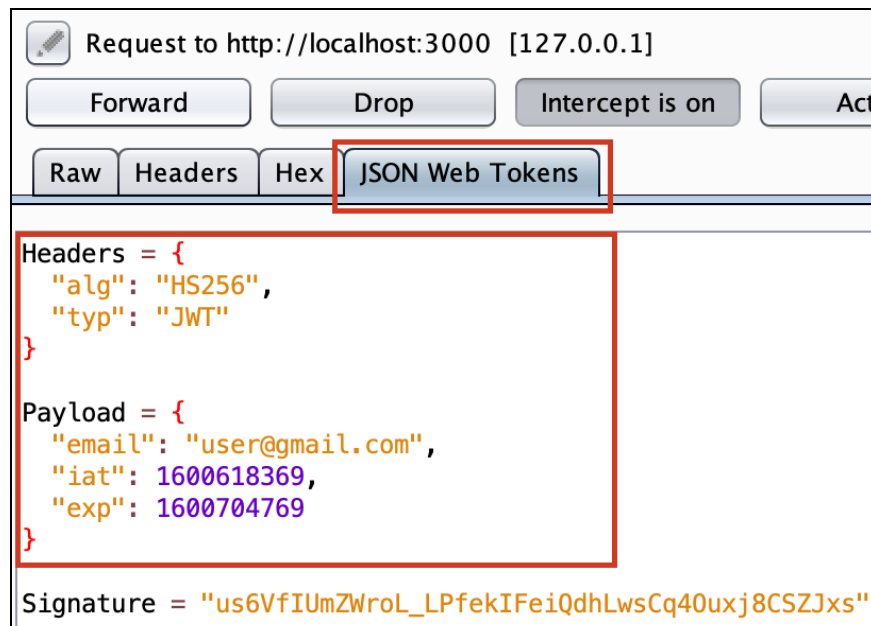 Request to http://localhost:3000 [127.0.0.1]
Forward Drop Intercept is on Act
Raw Headers Hex JSON Web Tokens
Headers = {
"alg": "HS256",
"typ": "JWT"
}
Payload = {
"email": "user@gmail.com",
"iat": 1600618369,
"exp": 1600704769
}
Signature = "us6VfIUmZWroL_LPfekIFeiQdhLwsCq4Ouxj8CSZJxs"